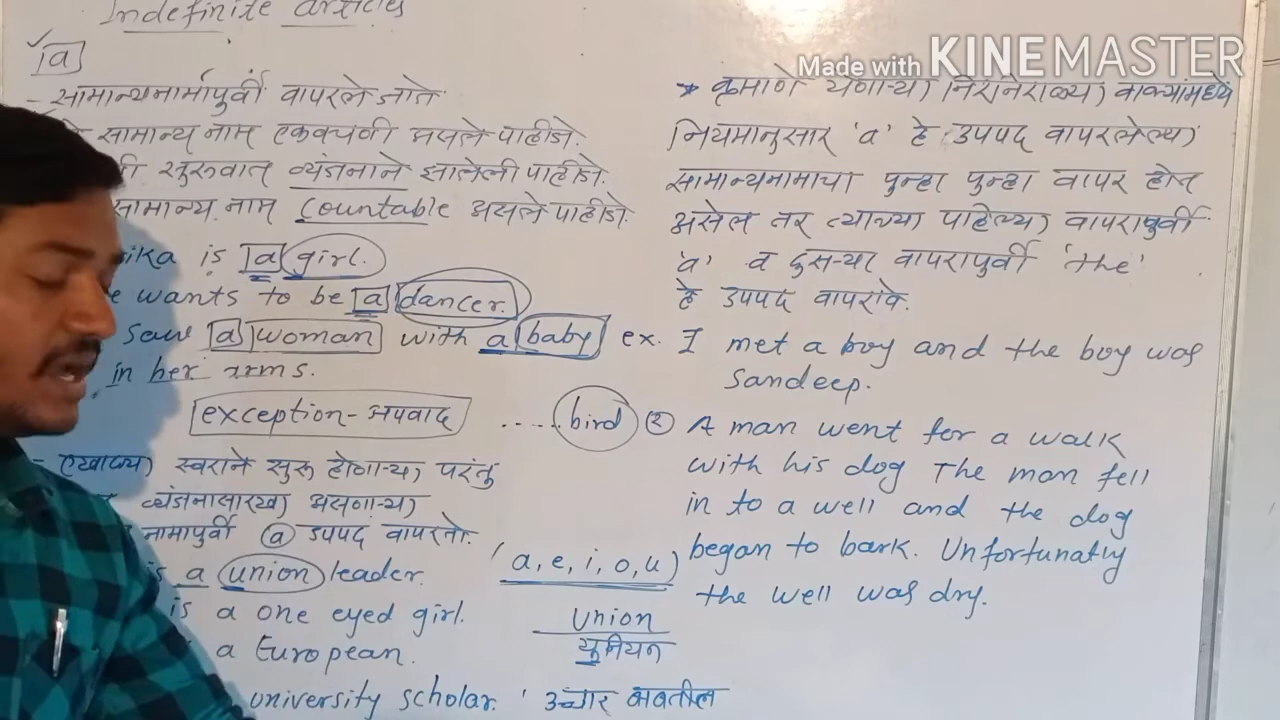 Indefinite articles
a
- सामान्यनामापुर्वी वापरले जाते
सामान्य नाम एकवचनी असले पाहीजे.
सुरुवात व्यंजनाने झालेली पाहीजे.
सामान्य नाम Countable असले पाहीजे.
ika is a girl.
e wants to be a dancer.
Saw a woman with a baby
in her arms.
exception - अपवाद ..... bird
- एखाद्या स्वराने सुरू होणाऱ्या परंतु
व्यंजनासारखा असणाऱ्या
नामापुर्वी a उपपद वापरतो.
is a union leader.
is a one eyed girl.
a European.
university scholar.
(a, e, i, o, u)
Union
युनियन
उच्चार
Made with KINEMASTER
* क्रमाने येणाऱ्या निरनिराळ्या वाक्यांमध्ये
नियमानुसार 'a' हे उपपद वापरलेल्या
सामान्यनामाचा पुन्हा पुन्हा वापर होत
असेल तर त्याच्या पहिल्या वापरापुर्वी
'a' व दुसऱ्या वापरापुर्वी 'the'
हे उपपद वापरावे.
ex. I met a boy and the boy was
Sandeep.
② A man went for a walk
with his dog The man fell
in to a well and the dog
began to bark. Unfortunatly
the well was dry.